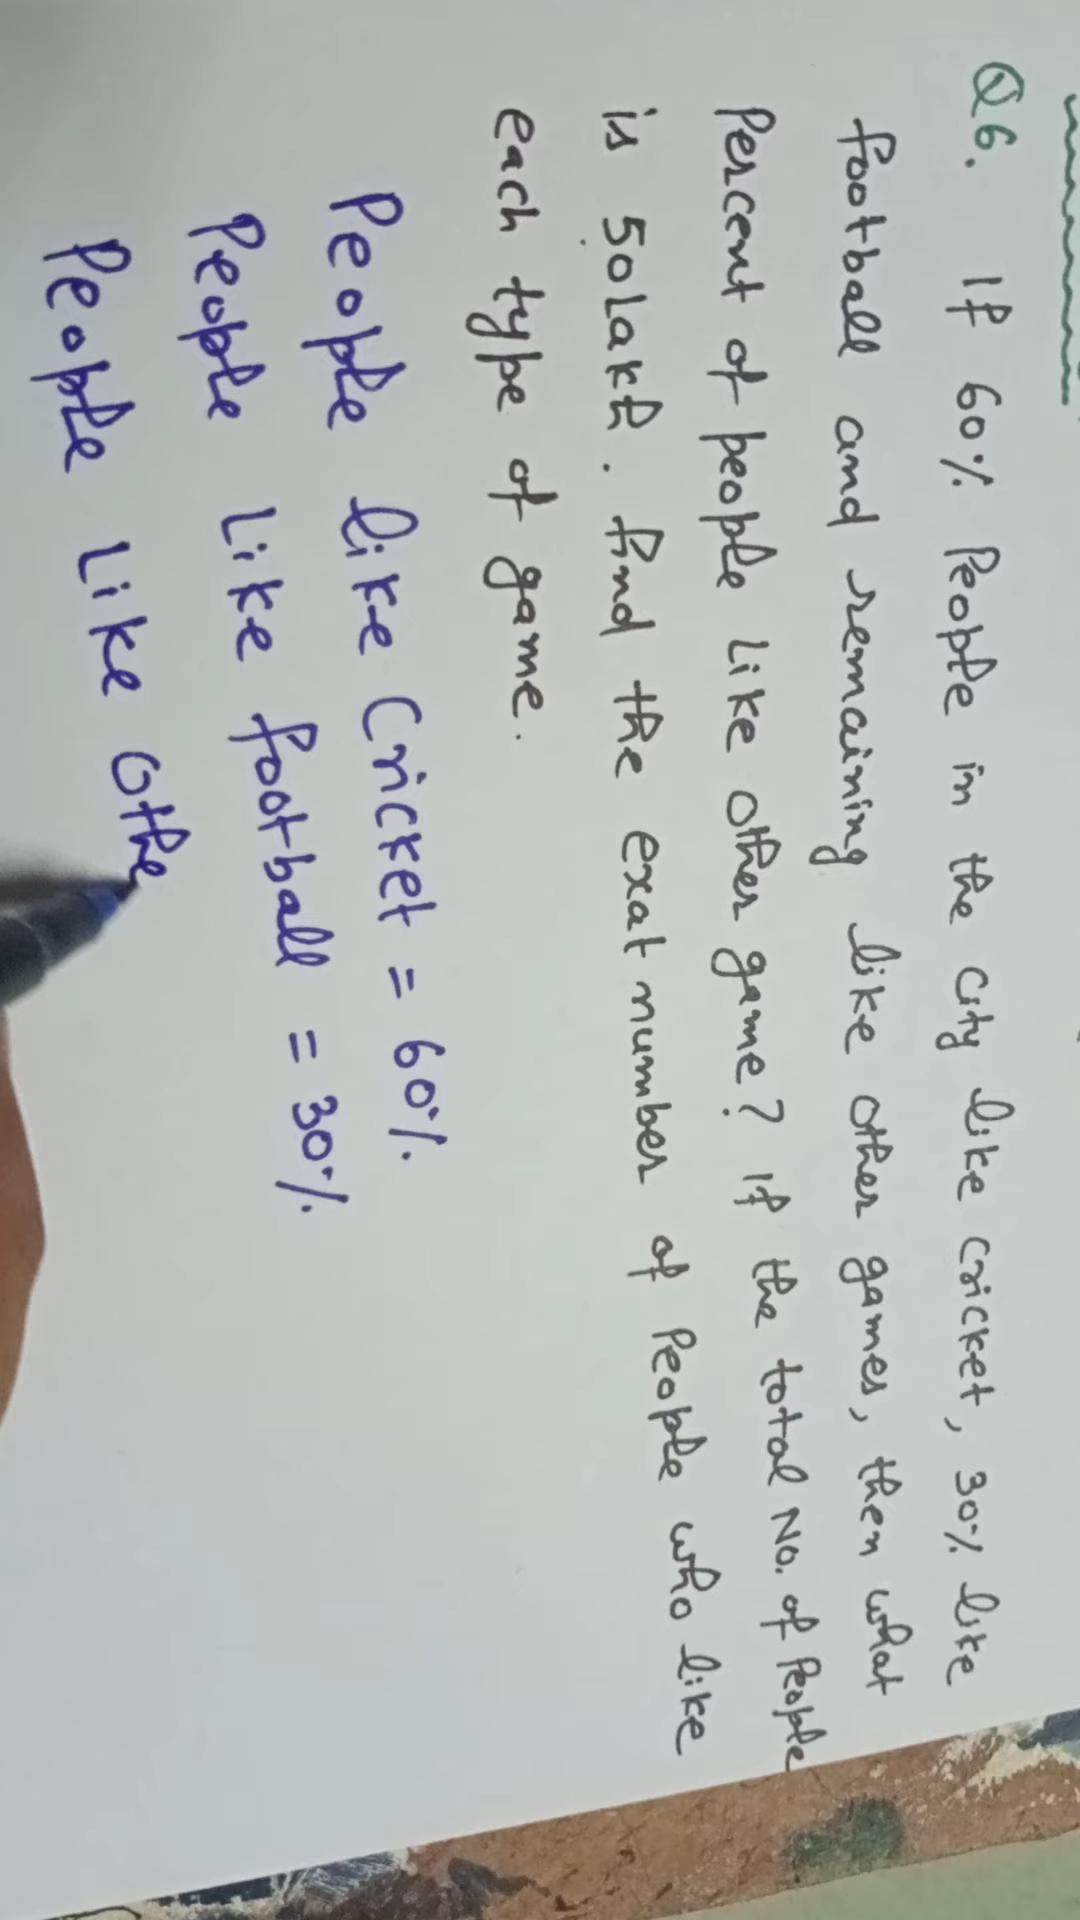 Q6. If 60% People in the city like cricket, 30% like
football and remaining like other games, then what
Percent of people like other game? If the total No. of People
is 50Lakh. find the exat number of People who like
each type of game.
People like Cricket = 60%
People Like football = 30%
People Like Othe